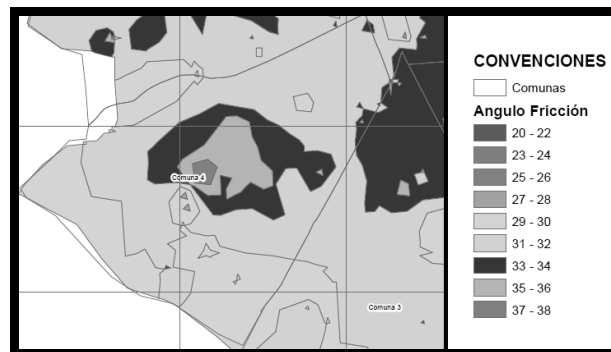 Comuna 4
Comuna 3
CONVENCIONES
Comunas
Angulo Fricción
20 - 22
23 - 24
25 - 26
27 - 28
29 - 30
31 - 32
33 - 34
35 - 36
37 - 38